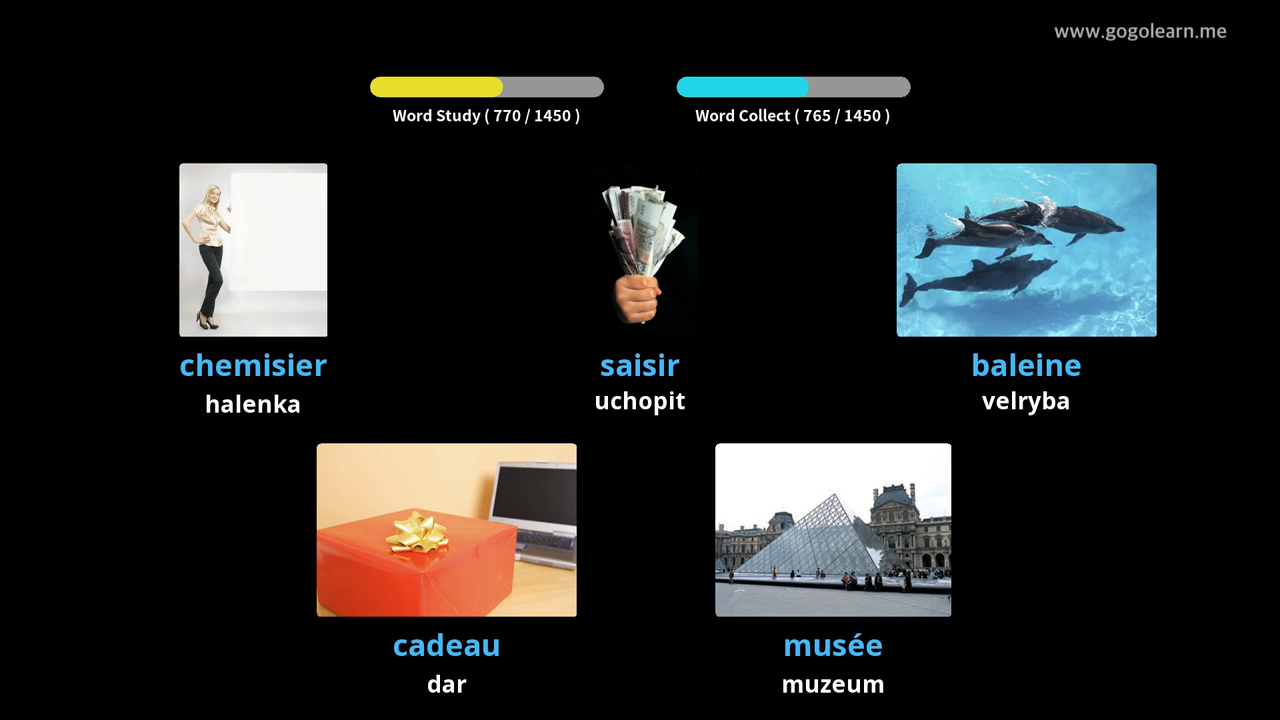 www.gogolearn.me
Word Study ( 770 / 1450 )
Word Collect ( 765 / 1450 )
chemisier
halenka
saisir
uchopit
baleine
velryba
cadeau
dar
musée
muzeum